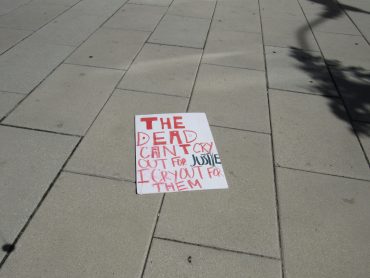 THE
DEAD
CAN'T CRY
OUT FOR JUSTICE
I CRY OUT FOR
THEM